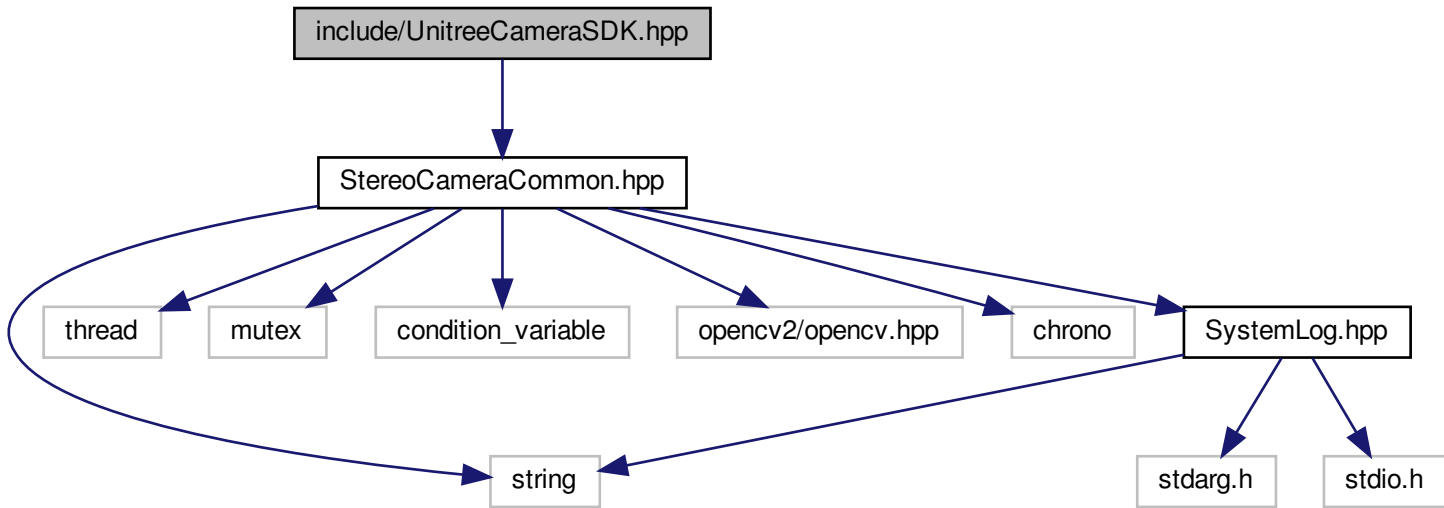 include/UnitreeCameraSDK.hpp
StereoCameraCommon.hpp
thread
mutex
condition_variable
opencv2/opencv.hpp
chrono
SystemLog.hpp
string
stdarg.h
stdio.h